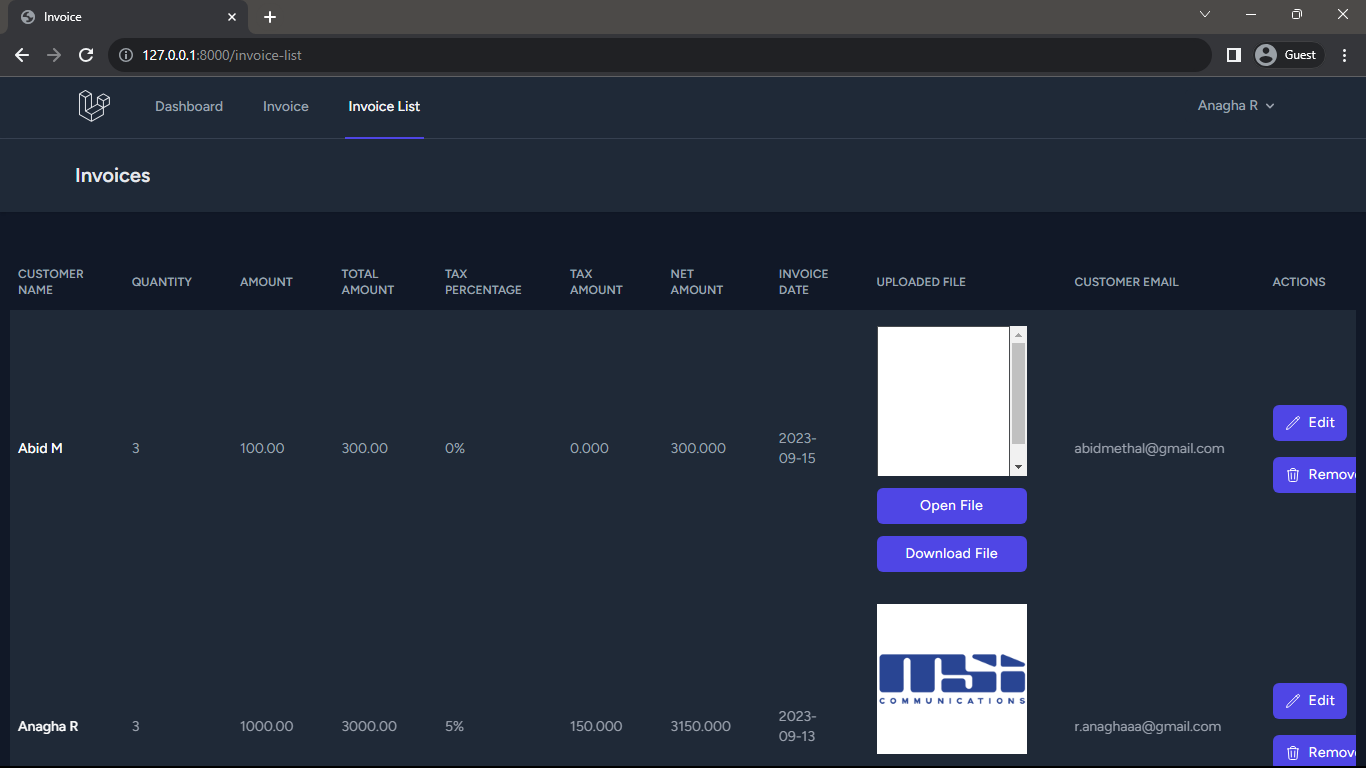 Invoice
127.0.0.1:8000/invoice-list
Guest
Dashboard
Invoice
Invoice List
Anagha R
Invoices
CUSTOMER
NAME
QUANTITY
AMOUNT
TOTAL
AMOUNT
TAX
PERCENTAGE
TAX
AMOUNT
NET
AMOUNT
INVOICE
DATE
UPLOADED FILE
CUSTOMER EMAIL
ACTIONS
Abid M
3
100.00
300.00
0%
0.000
300.000
2023-
09-15
Open File
Download File
abidmethal@gmail.com
Edit
Remov
Anagha R
3
1000.00
3000.00
5%
150.000
3150.000
2023-
09-13
msi
COMMUNICATIONS
r.anaghaaa@gmail.com
Edit
Remov